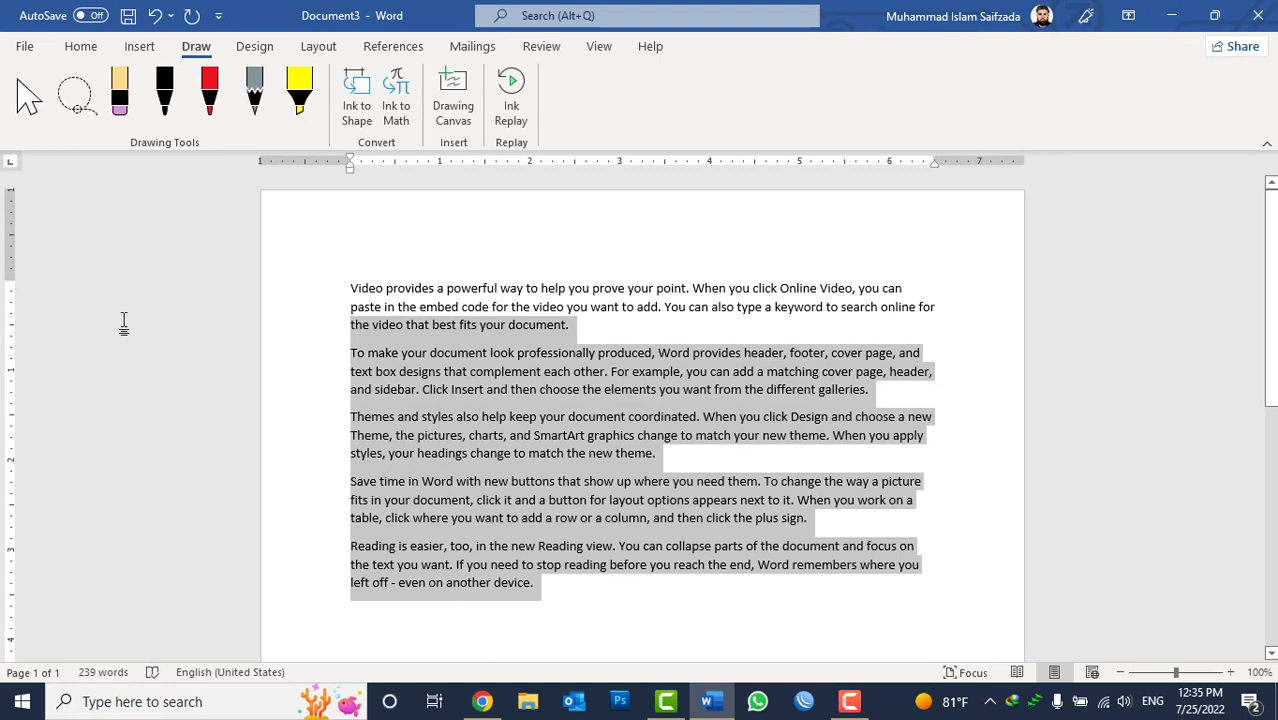 AutoSave Off
Document3 - Word
Search (Alt+Q)
Muhammad Islam Saifzada
File Home Insert Draw Design Layout References Mailings Review View Help
Share
Ink to Shape
Ink to Math
Drawing Canvas
Ink Replay
Drawing Tools Convert Insert Replay
1 1 2 3 4 5 6 7
1
1
2
3
4
Video provides a powerful way to help you prove your point. When you click Online Video, you can
paste in the embed code for the video you want to add. You can also type a keyword to search online for
the video that best fits your document.
To make your document look professionally produced, Word provides header, footer, cover page, and
text box designs that complement each other. For example, you can add a matching cover page, header,
and sidebar. Click Insert and then choose the elements you want from the different galleries.
Themes and styles also help keep your document coordinated. When you click Design and choose a new
Theme, the pictures, charts, and SmartArt graphics change to match your new theme. When you apply
styles, your headings change to match the new theme.
Save time in Word with new buttons that show up where you need them. To change the way a picture
fits in your document, click it and a button for layout options appears next to it. When you work on a
table, click where you want to add a row or a column, and then click the plus sign.
Reading is easier, too, in the new Reading view. You can collapse parts of the document and focus on
the text you want. If you need to stop reading before you reach the end, Word remembers where you
left off - even on another device.
Page 1 of 1 239 words English (United States) Focus 100%
Type here to search
81°F
ENG
12:35 PM
7/25/2022
2